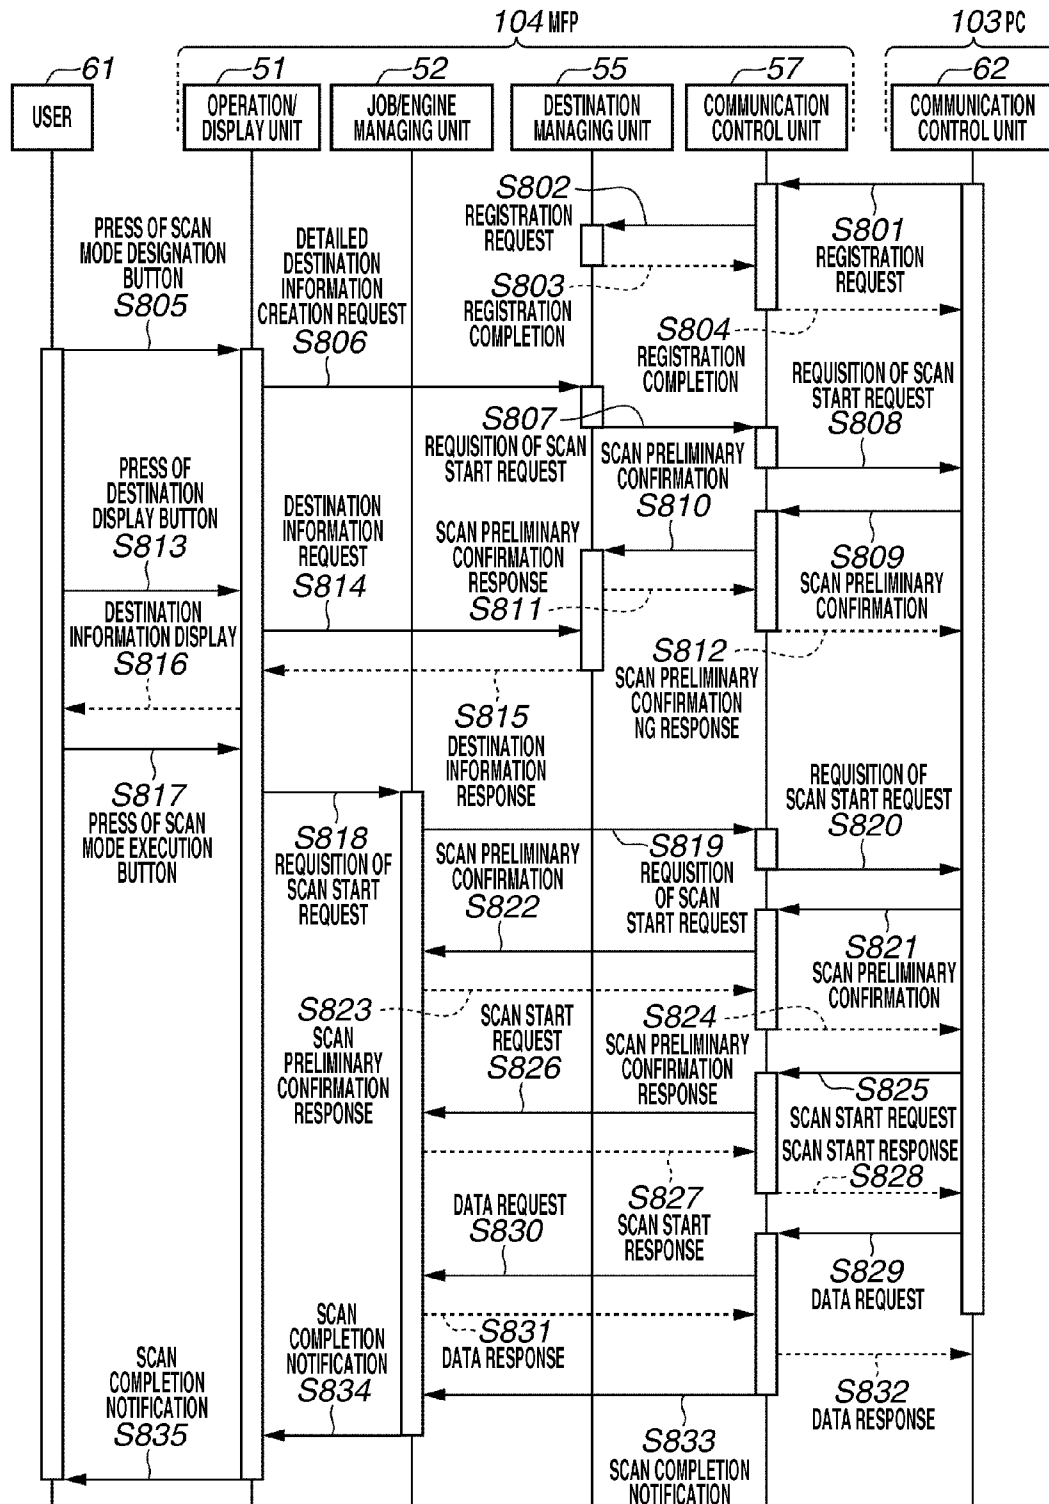 104 MFP
103 PC
61
51
52
55
57
62
USER
OPERATION/
DISPLAY UNIT
JOB/ENGINE
MANAGING UNIT
DESTINATION
MANAGING UNIT
COMMUNICATION
CONTROL UNIT
COMMUNICATION
CONTROL UNIT
S802
REGISTRATION
REQUEST
S801
REGISTRATION
REQUEST
PRESS OF SCAN
MODE DESIGNATION
BUTTON
S805
DETAILED
DESTINATION
INFORMATION
CREATION REQUEST
S806
S803
REGISTRATION
COMPLETION
S804
REGISTRATION
COMPLETION
REQUISITION OF SCAN
START REQUEST
S808
S807
REQUISITION OF SCAN
START REQUEST
SCAN PRELIMINARY
CONFIRMATION
S810
PRESS OF
DESTINATION
DISPLAY BUTTON
S813
DESTINATION
INFORMATION
REQUEST
S814
SCAN PRELIMINARY
CONFIRMATION
RESPONSE
S811
S809
SCAN PRELIMINARY
CONFIRMATION
DESTINATION
INFORMATION DISPLAY
S816
S812
SCAN PRELIMINARY
CONFIRMATION
NG RESPONSE
S815
DESTINATION
INFORMATION
RESPONSE
S817
PRESS OF SCAN
MODE EXECUTION
BUTTON
S818
REQUISITION OF
SCAN START
REQUEST
REQUISITION OF
SCAN START REQUEST
S820
S819
REQUISITION
OF SCAN
START REQUEST
SCAN PRELIMINARY
CONFIRMATION
S822
S821
SCAN PRELIMINARY
CONFIRMATION
S823
SCAN
PRELIMINARY
CONFIRMATION
RESPONSE
SCAN START
REQUEST
S826
S824
SCAN PRELIMINARY
CONFIRMATION
RESPONSE
S825
SCAN START REQUEST
SCAN START RESPONSE
S828
S827
SCAN START
RESPONSE
DATA REQUEST
S830
S829
DATA REQUEST
S831
DATA RESPONSE
SCAN
COMPLETION
NOTIFICATION
S834
S832
DATA RESPONSE
SCAN
COMPLETION
NOTIFICATION
S835
S833
SCAN COMPLETION
NOTIFICATION